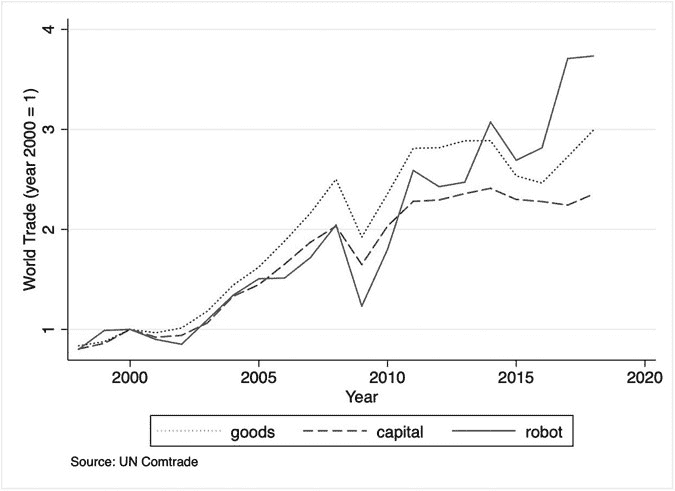 World Trade (year 2000 = 1)
4
3
2
1
2000 2005 2010 2015 2020
Year
goods capital robot
Source: UN Comtrade